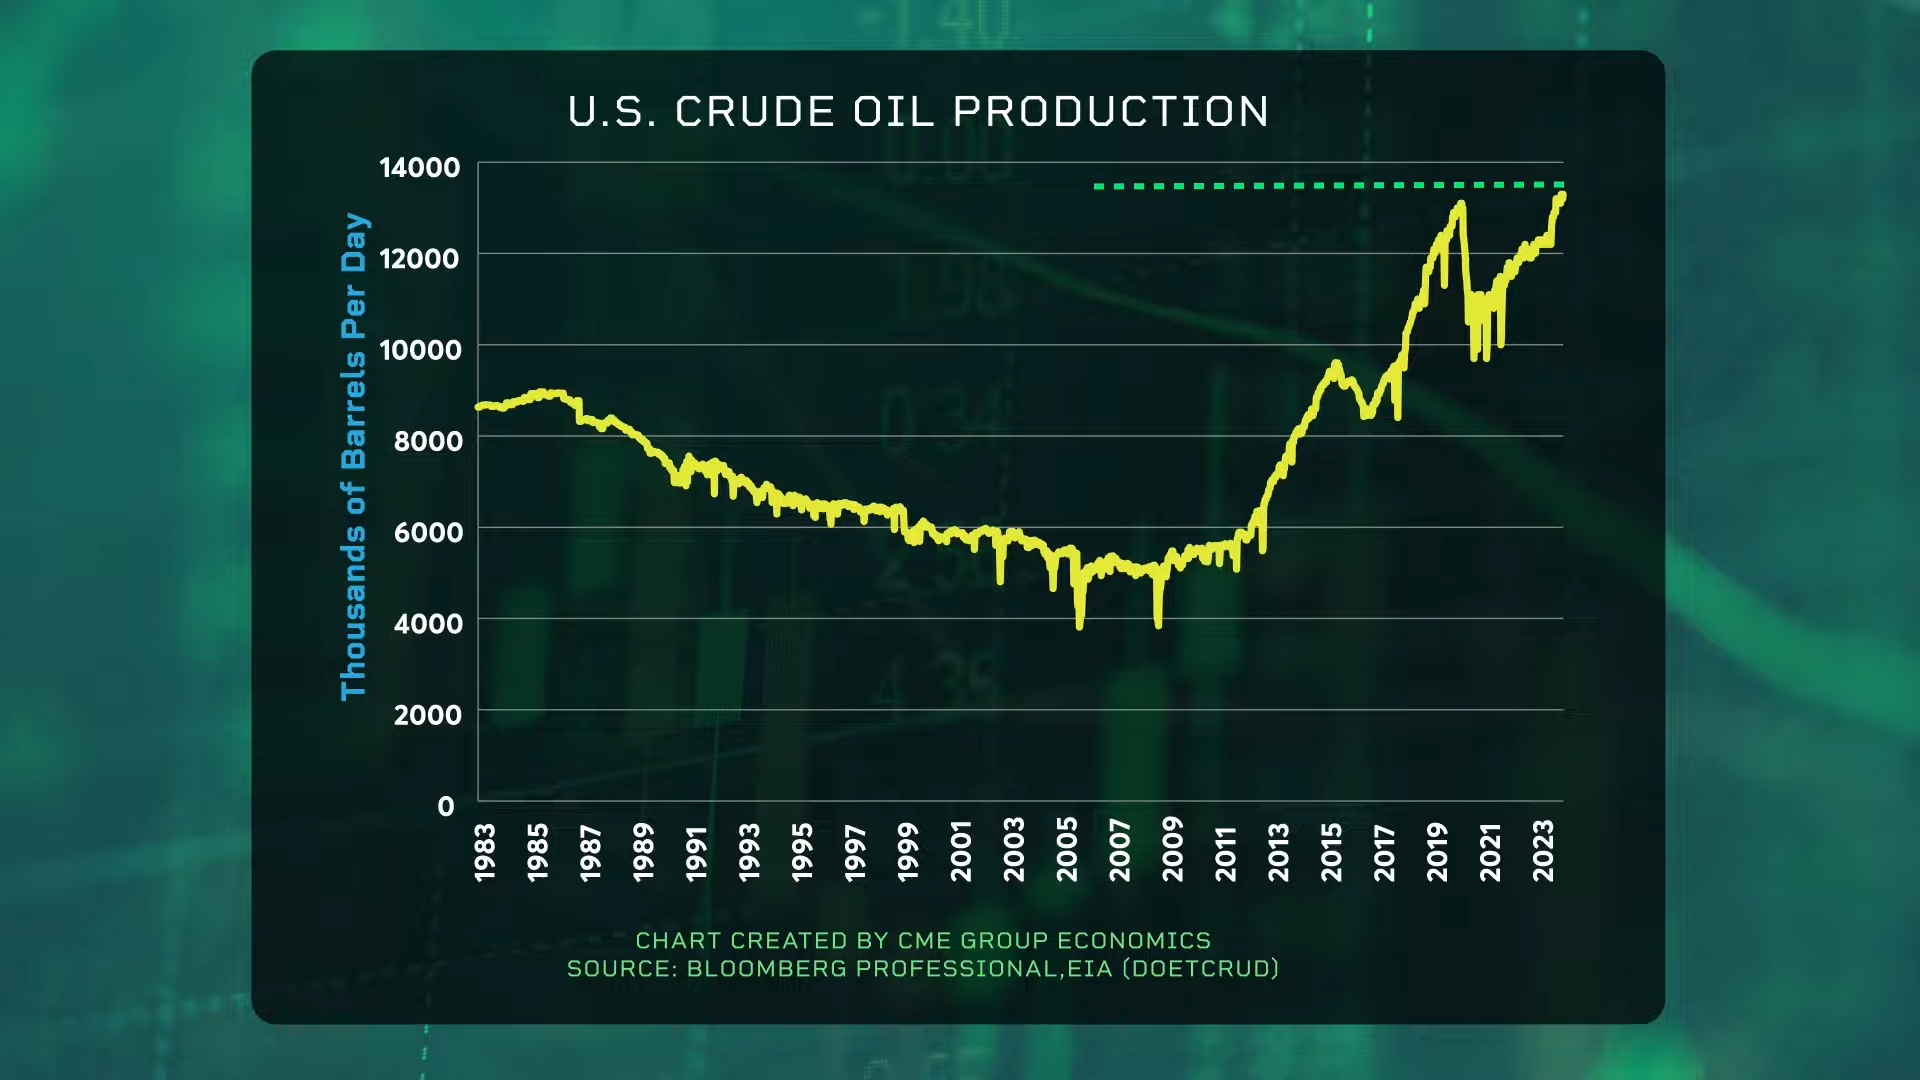 U.S. CRUDE OIL PRODUCTION
Thousands of Barrels Per Day
14000
12000
10000
8000
6000
4000
2000
0
1983 1985 1987 1989 1991 1993 1995 1997 1999 2001 2003 2005 2007 2009 2011 2013 2015 2017 2019 2021 2023
CHART CREATED BY CME GROUP ECONOMICS
SOURCE: BLOOMBERG PROFESSIONAL,EIA (DOETCRUD)